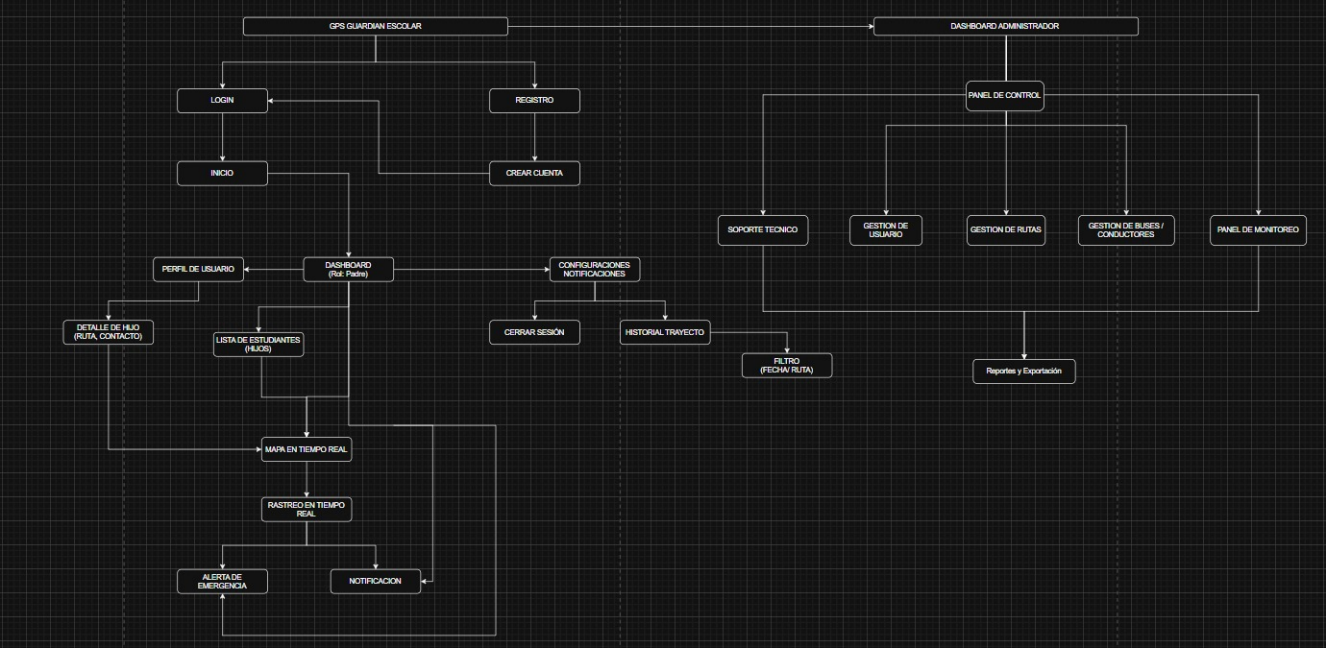 GPS GUARDIAN ESCOLAR
DASHBOARD ADMINISTRADOR
LOGIN
REGISTRO
PANEL DE CONTROL
INICIO
CREAR CUENTA
SOPORTE TECNICO
GESTION DE
USUARIO
GESTION DE RUTAS
GESTION DE BUSES /
CONDUCTORES
PANEL DE MONITOREO
PERFIL DE USUARIO
DASHBOARD
(Rol: Padre)
CONFIGURACIONES
NOTIFICACIONES
DETALLE DE HIJO
(RUTA, CONTACTO)
LISTA DE ESTUDIANTES
(HIJOS)
CERRAR SESIÓN
HISTORIAL TRAYECTO
FILTRO
(FECHA/ RUTA)
Reportes y Exportación
MAPA EN TIEMPO REAL
RASTREO EN TIEMPO
REAL
ALERTA DE
EMERGENCIA
NOTIFICACION